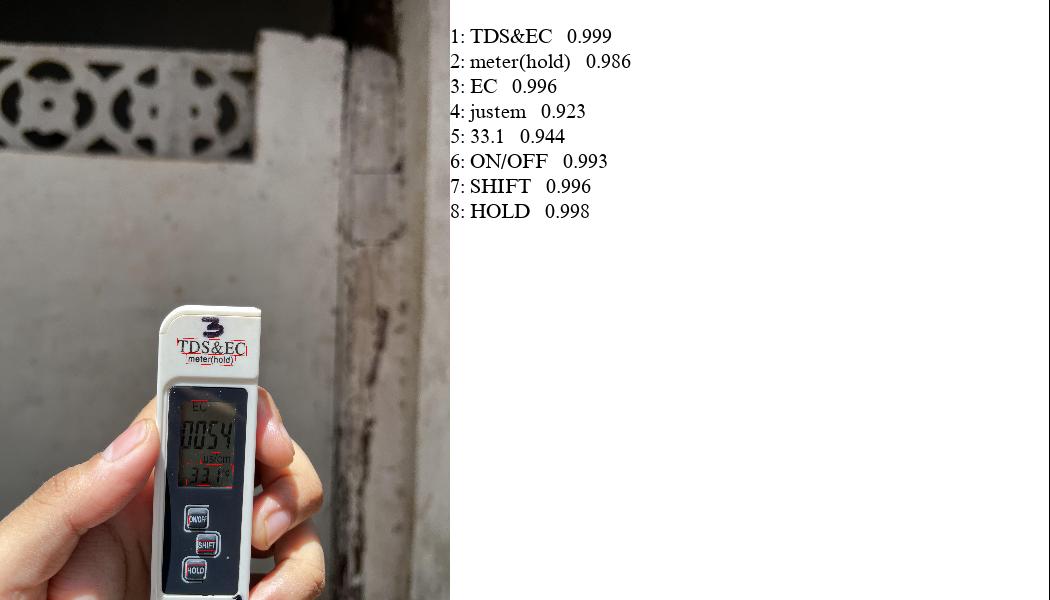 3
TDS&EC
meter(hold)
EC
0054
µs/cm
33.1°C
ON/OFF
SHIFT
HOLD
1: TDS&EC 0.999
2: meter(hold) 0.986
3: EC 0.996
4: justem 0.923
5: 33.1 0.944
6: ON/OFF 0.993
7: SHIFT 0.996
8: HOLD 0.998